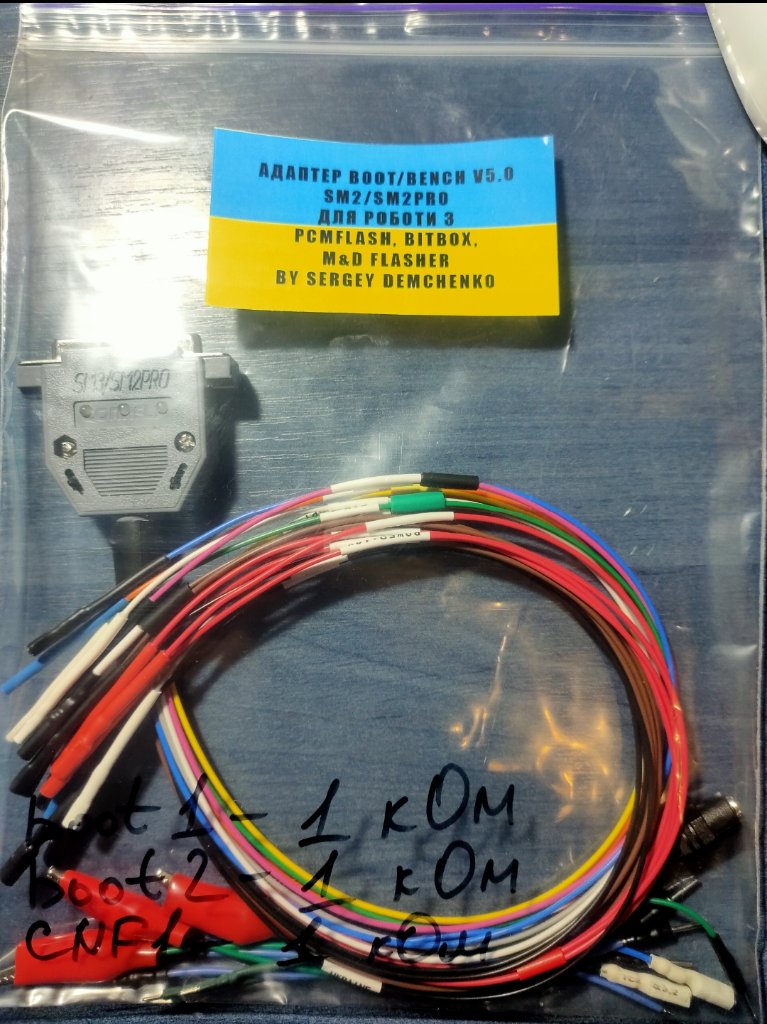 АДАПТЕР BOOT/BENCH V5.0
SM2/SM2PRO
ДЛЯ РОБОТИ З
PCMFLASH, BITBOX,
M&D FLASHER
BY SERGEY DEMCHENKO
SM2/SM2PRO
boot 1 - 1 кОм
boot 2 - 1 кОм
CNF1 - 1 кОм
UKRAINE